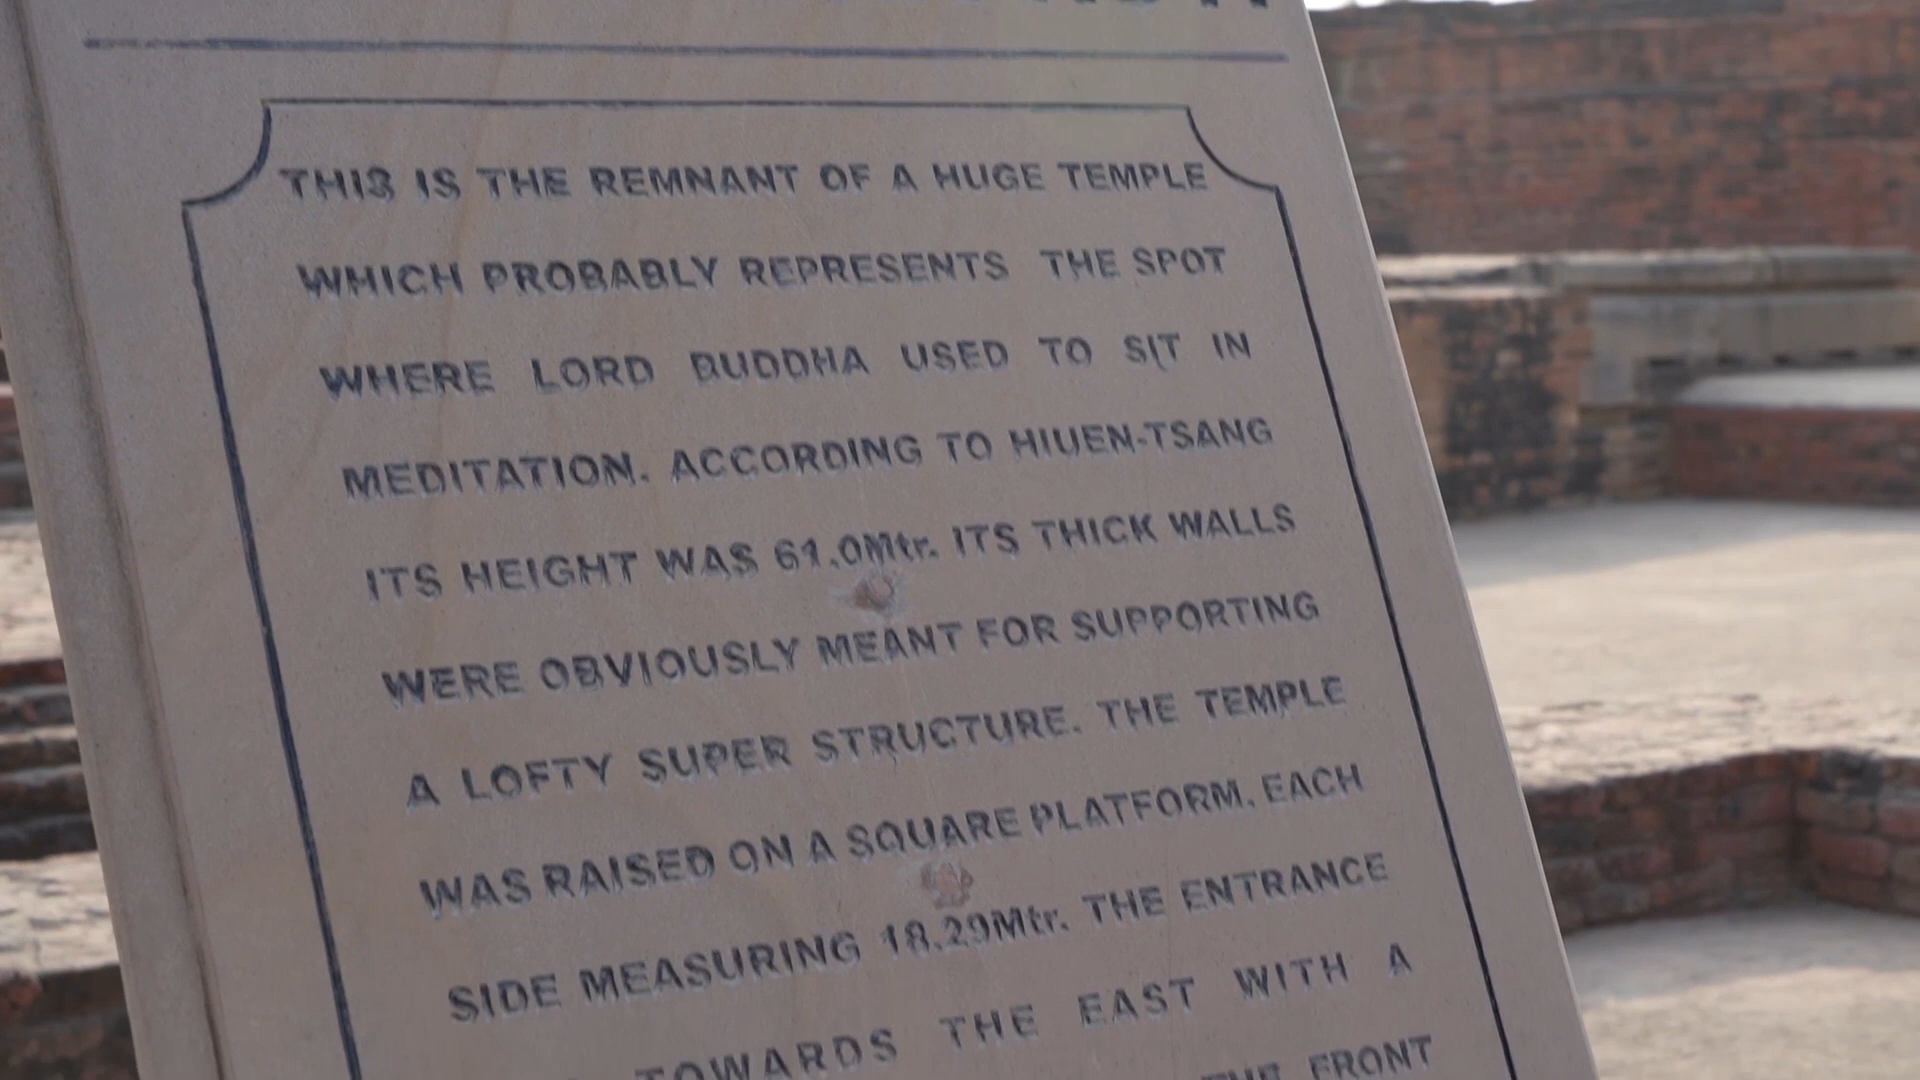 THIS IS THE REMNANT OF A HUGE TEMPLE
WHICH PROBABLY REPRESENTS THE SPOT
WHERE LORD BUDDHA USED TO SIT IN
MEDITATION. ACCORDING TO HIUEN-TSANG
ITS HEIGHT WAS 61.0Mtr. ITS THICK WALLS
WERE OBVIOUSLY MEANT FOR SUPPORTING
A LOFTY SUPER STRUCTURE. THE TEMPLE
WAS RAISED ON A SQUARE PLATFORM. EACH
SIDE MEASURING 18.29Mtr. THE ENTRANCE
TOWARDS THE EAST WITH A
THE FRONT